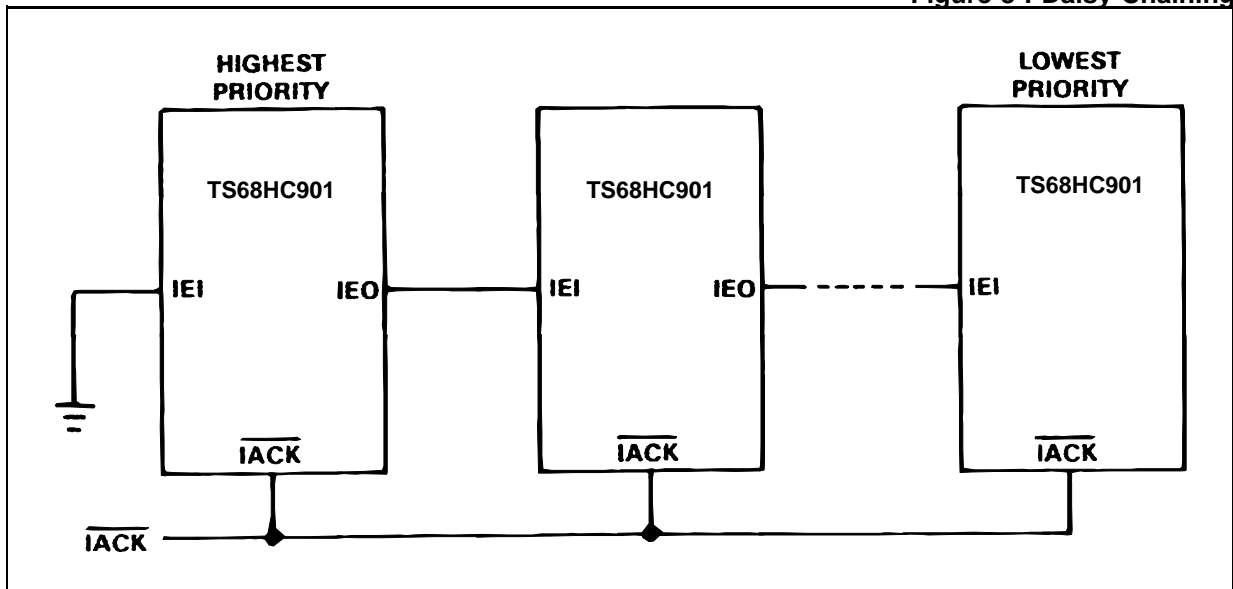 Figure 8 : Daisy Chaining
HIGHEST
PRIORITY
LOWEST
PRIORITY
TS68HC901
TS68HC901
TS68HC901
IEI
IEO
IEI
IEO
IEI
IACK
IACK
IACK
IACK